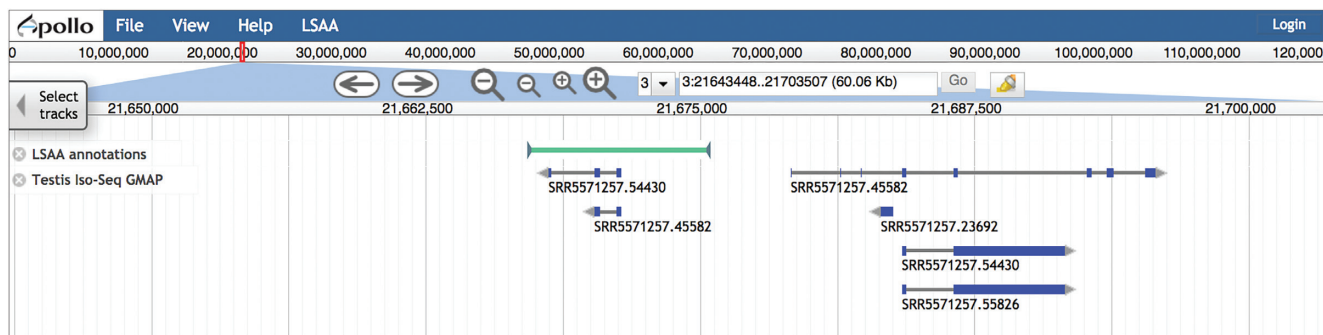 Apollo File View Help LSAA Login
0 10,000,000 20,000,000 30,000,000 40,000,000 50,000,000 60,000,000 70,000,000 80,000,000 90,000,000 100,000,000 110,000,000 120,000
3 3:21643448..21703507 (60.06 Kb) Go
Select
tracks
21,650,000 21,662,500 21,675,000 21,687,500 21,700,000
LSAA annotations
Testis Iso-Seq GMAP
SRR5571257.54430 SRR5571257.45582
SRR5571257.45582 SRR5571257.23692
SRR5571257.54430
SRR5571257.55826